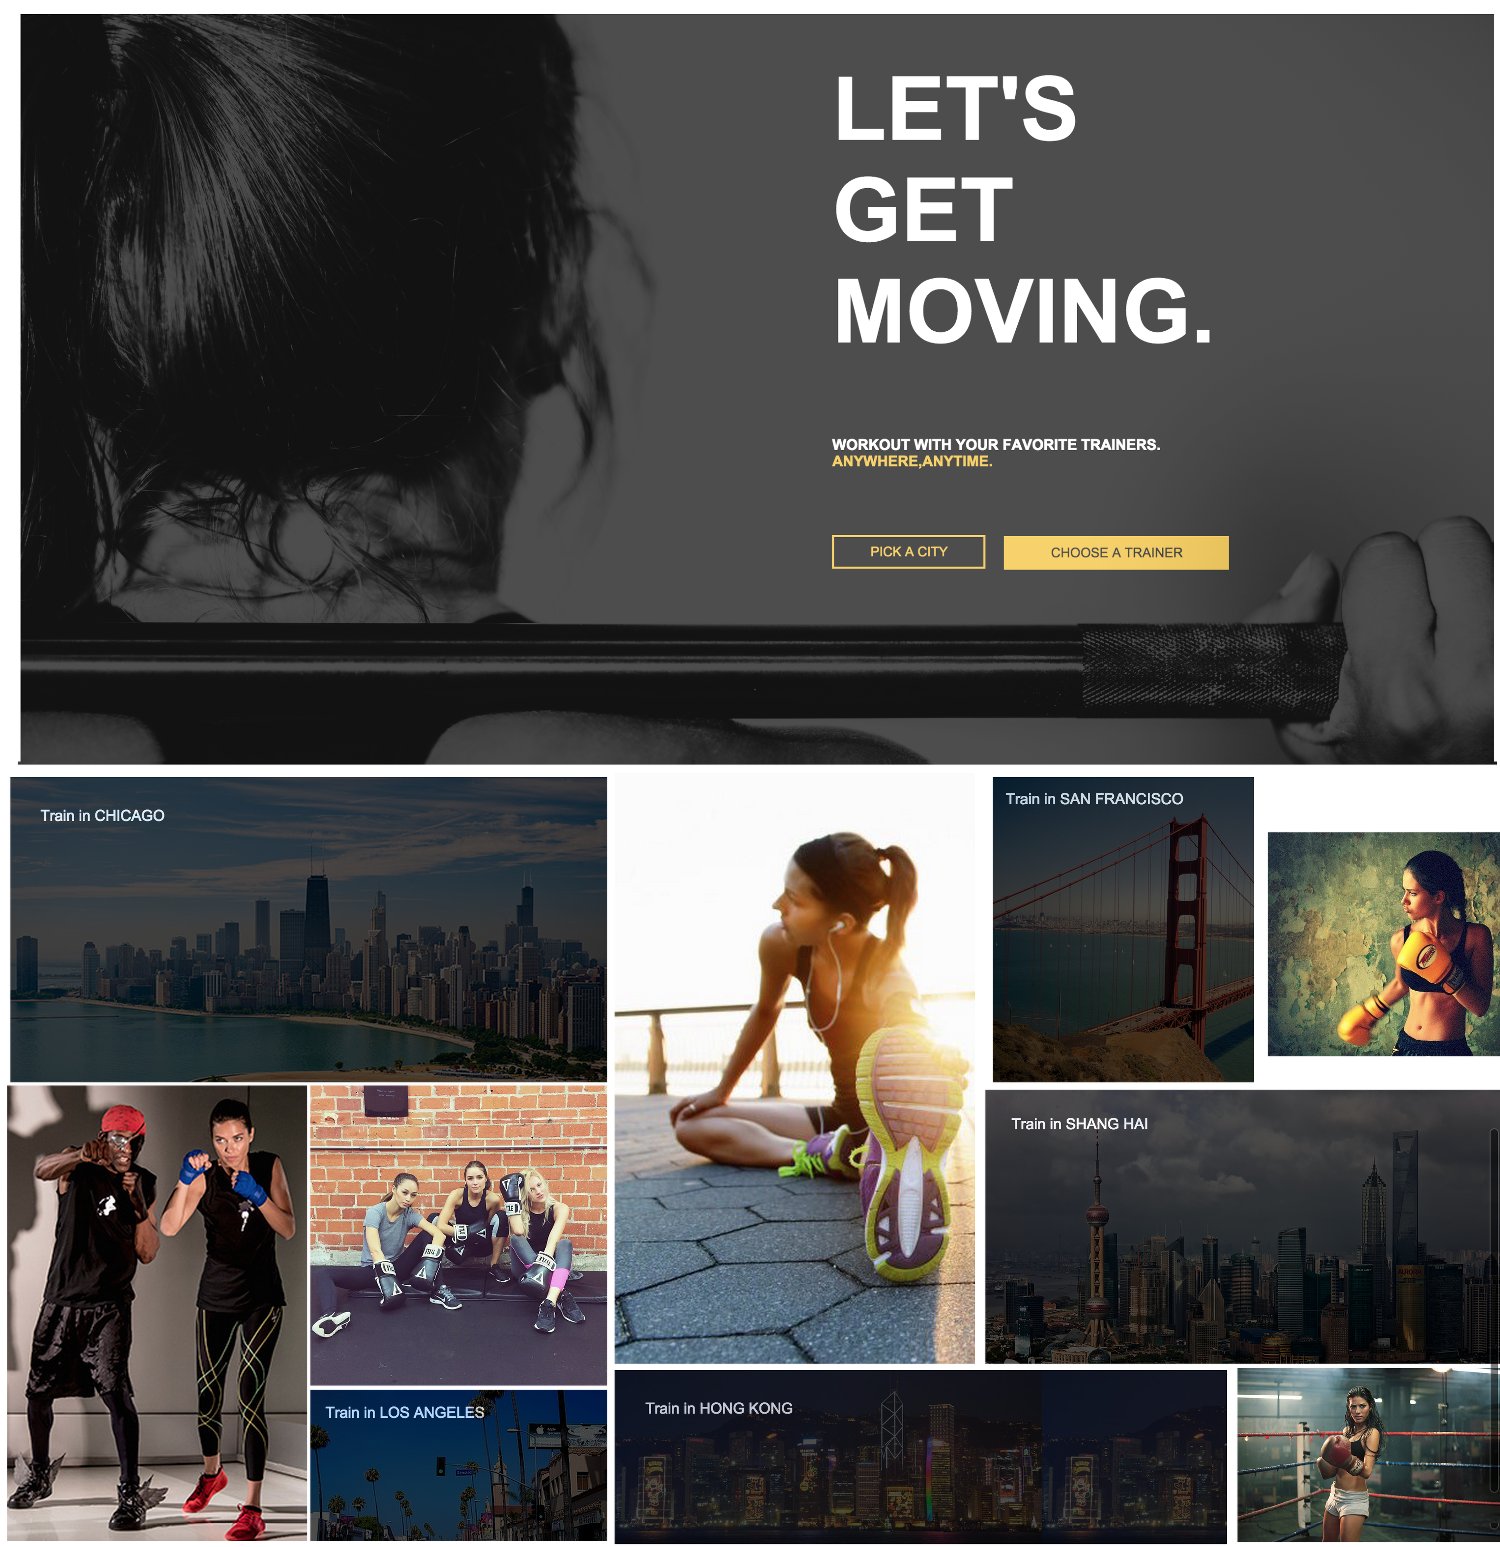 LET'S
GET
MOVING.
WORKOUT WITH YOUR FAVORITE TRAINERS.
ANYWHERE,ANYTIME.
PICK A CITY
CHOOSE A TRAINER
Train in CHICAGO
Train in SAN FRANCISCO
Train in SHANG HAI
Train in LOS ANGELES
Train in HONG KONG